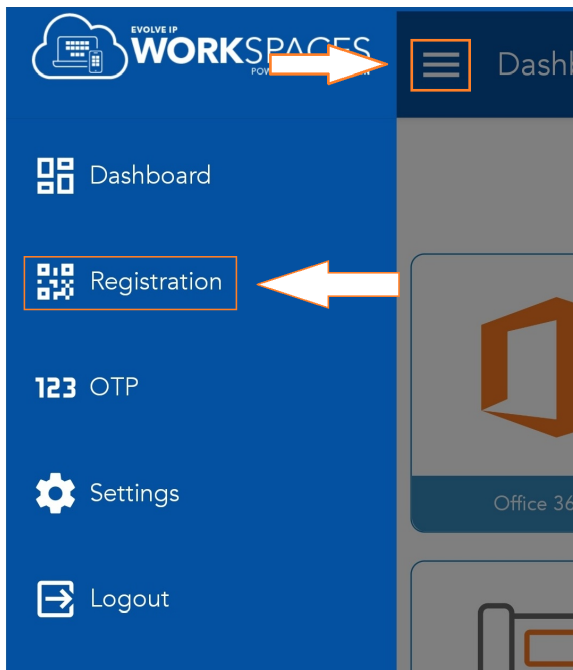 EVOLVE IP
WORKSPACES
Dashboard
Registration
123 OTP
Settings
Logout
Office 36